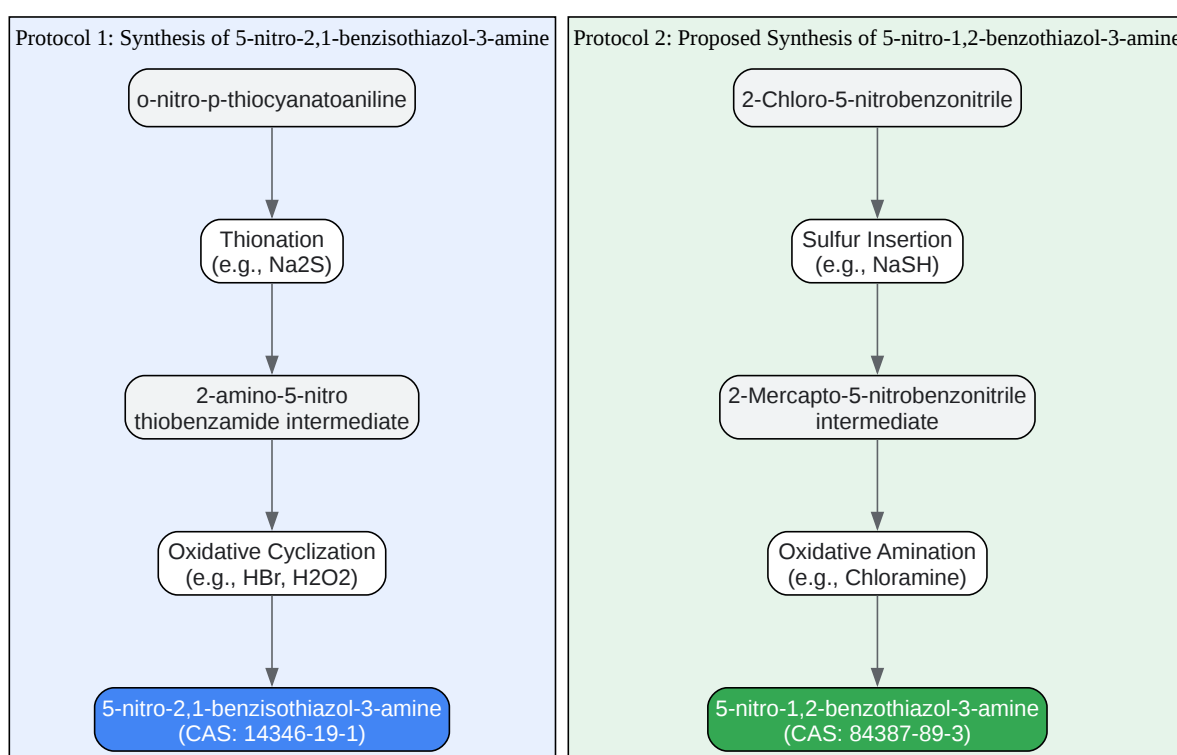 Protocol 1: Synthesis of 5-nitro-2,1-benzisothiazol-3-amine
o-nitro-p-thiocyanatoaniline
Thionation
(e.g., Na2S)
2-amino-5-nitro
thiobenzamide intermediate
Oxidative Cyclization
(e.g., HBr, H2O2)
5-nitro-2,1-benzisothiazol-3-amine
(CAS: 14346-19-1)
Protocol 2: Proposed Synthesis of 5-nitro-1,2-benzothiazol-3-amine
2-Chloro-5-nitrobenzonitrile
Sulfur Insertion
(e.g., NaSH)
2-Mercapto-5-nitrobenzonitrile
intermediate
Oxidative Amination
(e.g., Chloramine)
5-nitro-1,2-benzothiazol-3-amine
(CAS: 84387-89-3)